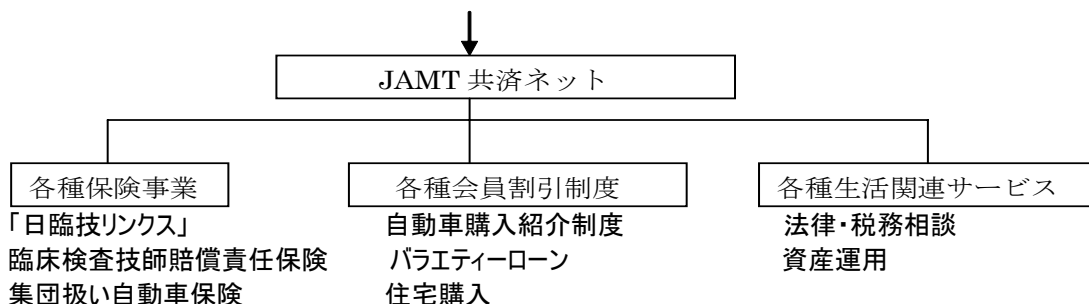 JAMT 共済ネット
各種保険事業
「日臨技リンクス」
臨床検査技師賠償責任保険
集団扱い自動車保険
各種会員割引制度
自動車購入紹介制度
バラエティーローン
住宅購入
各種生活関連サービス
法律・税務相談
資産運用